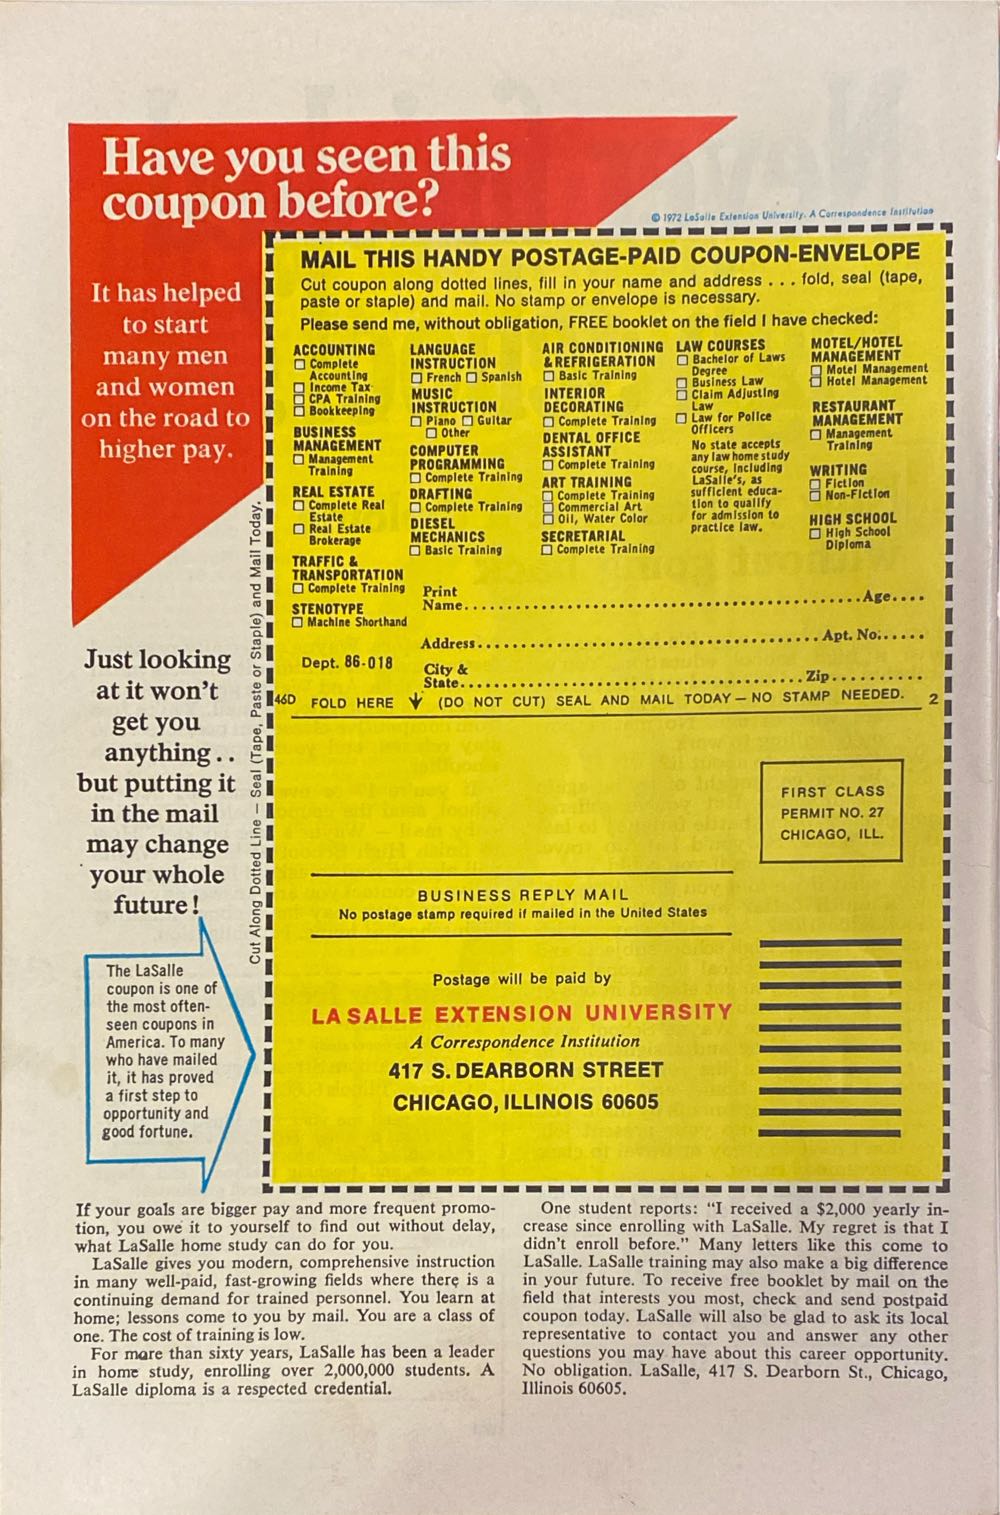 Have you seen this
coupon before?
© 1972 LaSalle Extension University. A Correspondence Institution
It has helped
to start
many men
and women
on the road to
higher pay.
MAIL THIS HANDY POSTAGE-PAID COUPON-ENVELOPE
Cut coupon along dotted lines, fill in your name and address . . . fold, seal (tape,
paste or staple) and mail. No stamp or envelope is necessary.
Please send me, without obligation, FREE booklet on the field I have checked:
ACCOUNTING
☐ Complete
Accounting
☐ Income Tax
☐ CPA Training
☐ Bookkeeping
BUSINESS
MANAGEMENT
☐ Management
Training
REAL ESTATE
☐ Complete Real
Estate
☐ Real Estate
Brokerage
TRAFFIC &
TRANSPORTATION
☐ Complete Training
STENOTYPE
☐ Machine Shorthand
LANGUAGE
INSTRUCTION
☐ French ☐ Spanish
MUSIC
INSTRUCTION
☐ Piano ☐ Guitar
☐ Other
COMPUTER
PROGRAMMING
☐ Complete Training
DRAFTING
☐ Complete Training
DIESEL
MECHANICS
☐ Basic Training
AIR CONDITIONING
& REFRIGERATION
☐ Basic Training
INTERIOR
DECORATING
☐ Complete Training
DENTAL OFFICE
ASSISTANT
☐ Complete Training
ART TRAINING
☐ Complete Training
☐ Commercial Art
☐ Oil, Water Color
SECRETARIAL
☐ Complete Training
LAW COURSES
☐ Bachelor of Laws
Degree
☐ Business Law
☐ Claim Adjusting
Law
☐ Law for Police
Officers
No state accepts
any law home study
course, including
LaSalle's, as
sufficient educa-
tion to qualify
for admission to
practice law.
MOTEL/HOTEL
MANAGEMENT
☐ Motel Management
☐ Hotel Management
RESTAURANT
MANAGEMENT
☐ Management
Training
WRITING
☐ Fiction
☐ Non-Fiction
HIGH SCHOOL
☐ High School
Diploma
Print
Name.......................................................Age....
Address..................................................Apt. No......
Dept. 86-018
City &
State..................................................Zip..........
46D FOLD HERE ↓ (DO NOT CUT) SEAL AND MAIL TODAY — NO STAMP NEEDED. 2
Cut Along Dotted Line — Seal (Tape, Paste or Staple) and Mail Today.
Just looking
at it won't
get you
anything..
but putting it
in the mail
may change
your whole
future!
FIRST CLASS
PERMIT NO. 27
CHICAGO, ILL.
BUSINESS REPLY MAIL
No postage stamp required if mailed in the United States
Postage will be paid by
LA SALLE EXTENSION UNIVERSITY
A Correspondence Institution
417 S. DEARBORN STREET
CHICAGO, ILLINOIS 60605
The LaSalle
coupon is one of
the most often-
seen coupons in
America. To many
who have mailed
it, it has proved
a first step to
opportunity and
good fortune.
If your goals are bigger pay and more frequent promo-
tion, you owe it to yourself to find out without delay,
what LaSalle home study can do for you.
LaSalle gives you modern, comprehensive instruction
in many well-paid, fast-growing fields where there is a
continuing demand for trained personnel. You learn at
home; lessons come to you by mail. You are a class of
one. The cost of training is low.
For more than sixty years, LaSalle has been a leader
in home study, enrolling over 2,000,000 students. A
LaSalle diploma is a respected credential.
One student reports: "I received a $2,000 yearly in-
crease since enrolling with LaSalle. My regret is that I
didn't enroll before." Many letters like this come to
LaSalle. LaSalle training may also make a big difference
in your future. To receive free booklet by mail on the
field that interests you most, check and send postpaid
coupon today. LaSalle will also be glad to ask its local
representative to contact you and answer any other
questions you may have about this career opportunity.
No obligation. LaSalle, 417 S. Dearborn St., Chicago,
Illinois 60605.